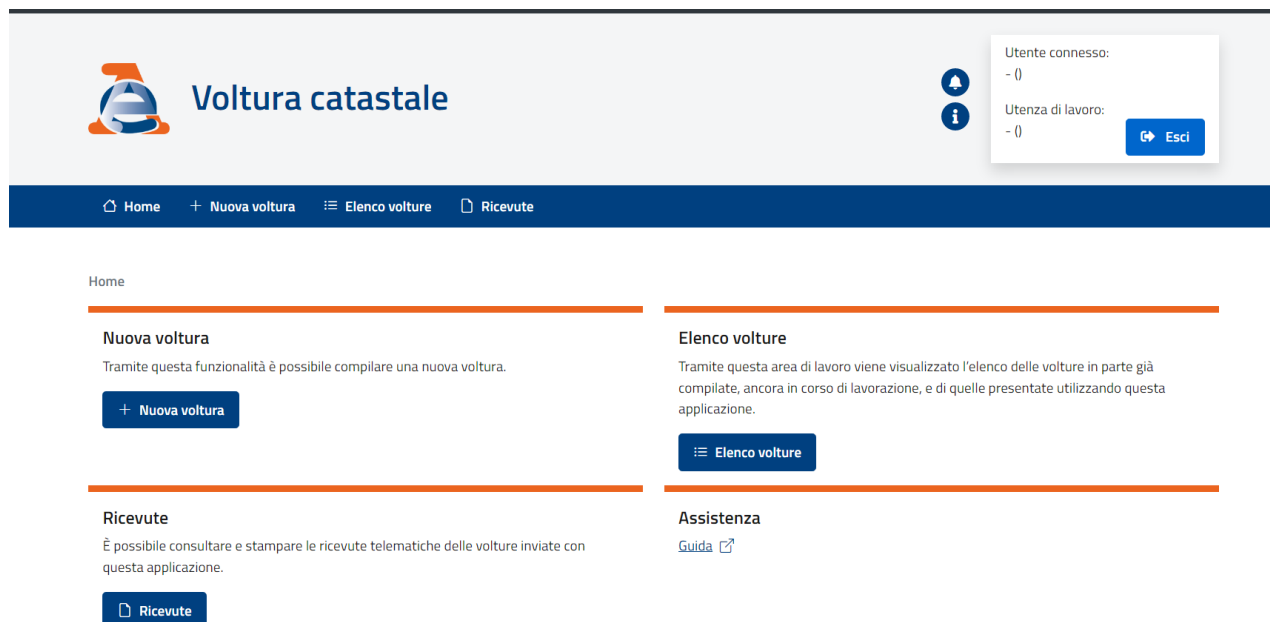 Voltura catastale
Utente connesso:
- ()
Utenza di lavoro:
- ()
Esci
Home
Nuova voltura
Elenco volture
Ricevute
Home
Nuova voltura
Tramite questa funzionalità è possibile compilare una nuova voltura.
Nuova voltura
Elenco volture
Tramite questa area di lavoro viene visualizzato l’elenco delle volture in parte già
compilate, ancora in corso di lavorazione, e di quelle presentate utilizzando questa
applicazione.
Elenco volture
Ricevute
È possibile consultare e stampare le ricevute telematiche delle volture inviate con
questa applicazione.
Ricevute
Assistenza
Guida